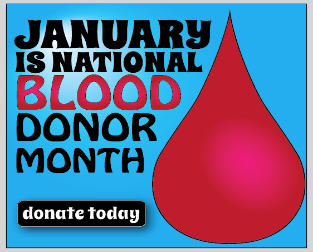 JANUARY
IS NATIONAL
BLOOD
DONOR
MONTH
donate today